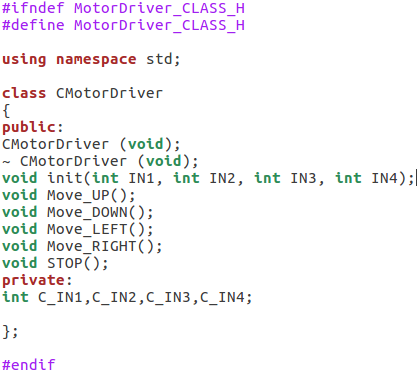 #ifndef MotorDriver_CLASS_H
#define MotorDriver_CLASS_H
using namespace std;
class CMotorDriver
{
public:
CMotorDriver (void);
~ CMotorDriver (void);
void init(int IN1, int IN2, int IN3, int IN4);
void Move_UP();
void Move_DOWN();
void Move_LEFT();
void Move_RIGHT();
void STOP();
private:
int C_IN1,C_IN2,C_IN3,C_IN4;
};
#endif